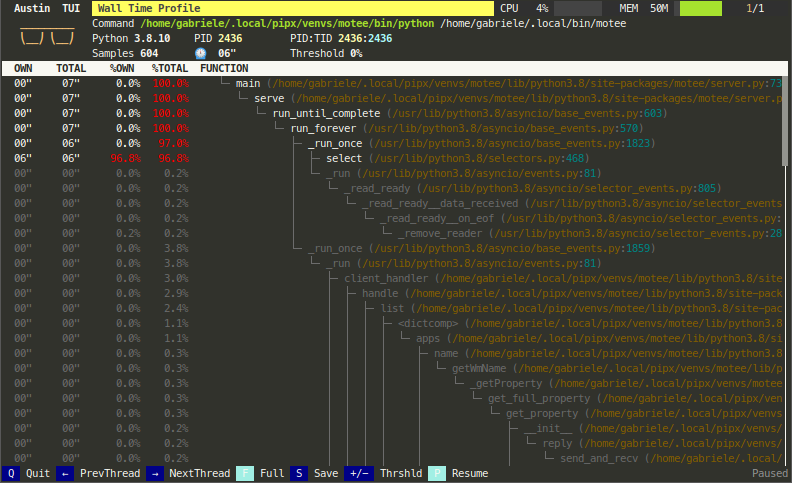 Austin TUI Wall Time Profile CPU 4% MEM 50M 1/1
Command /home/gabriele/.local/pipx/venvs/motee/bin/python /home/gabriele/.local/bin/motee
Python 3.8.10 PID 2436 PID:TID 2436:2436
Samples 604 06" Threshold 0%
OWN TOTAL %OWN %TOTAL FUNCTION
00" 07" 0.0% 100.0% main (/home/gabriele/.local/pipx/venvs/motee/lib/python3.8/site-packages/motee/server.py:73
00" 07" 0.0% 100.0% serve (/home/gabriele/.local/pipx/venvs/motee/lib/python3.8/site-packages/motee/server.p
00" 07" 0.0% 100.0% run_until_complete (/usr/lib/python3.8/asyncio/base_events.py:603)
00" 07" 0.0% 100.0% run_forever (/usr/lib/python3.8/asyncio/base_events.py:570)
00" 06" 0.0% 97.0% _run_once (/usr/lib/python3.8/asyncio/base_events.py:1823)
06" 06" 96.8% 96.8% select (/usr/lib/python3.8/selectors.py:468)
00" 00" 0.0% 0.2% _run (/usr/lib/python3.8/asyncio/events.py:81)
00" 00" 0.0% 0.2% _read_ready (/usr/lib/python3.8/asyncio/selector_events.py:805)
00" 00" 0.0% 0.2% _read_ready__data_received (/usr/lib/python3.8/asyncio/selector_events
00" 00" 0.0% 0.2% _read_ready__on_eof (/usr/lib/python3.8/asyncio/selector_events.py:
00" 00" 0.2% 0.2% _remove_reader (/usr/lib/python3.8/asyncio/selector_events.py:28
00" 00" 0.0% 3.8% _run_once (/usr/lib/python3.8/asyncio/base_events.py:1859)
00" 00" 0.0% 3.8% _run (/usr/lib/python3.8/asyncio/events.py:81)
00" 00" 0.0% 3.0% client_handler (/home/gabriele/.local/pipx/venvs/motee/lib/python3.8/site
00" 00" 0.0% 2.9% handle (/home/gabriele/.local/pipx/venvs/motee/lib/python3.8/site-pack
00" 00" 0.0% 2.4% list (/home/gabriele/.local/pipx/venvs/motee/lib/python3.8/site-pac
00" 00" 0.0% 1.1% <dictcomp> (/home/gabriele/.local/pipx/venvs/motee/lib/python3.8
00" 00" 0.0% 1.1% apps (/home/gabriele/.local/pipx/venvs/motee/lib/python3.8/si
00" 00" 0.0% 0.3% name (/home/gabriele/.local/pipx/venvs/motee/lib/python3.8
00" 00" 0.0% 0.3% getWmName (/home/gabriele/.local/pipx/venvs/motee/lib/p
00" 00" 0.0% 0.3% _getProperty (/home/gabriele/.local/pipx/venvs/motee
00" 00" 0.0% 0.3% get_full_property (/home/gabriele/.local/pipx/ven
00" 00" 0.0% 0.3% get_property (/home/gabriele/.local/pipx/venvs
00" 00" 0.0% 0.2% __init__ (/home/gabriele/.local/pipx/venvs/
00" 00" 0.0% 0.2% reply (/home/gabriele/.local/pipx/venvs/
00" 00" 0.0% 0.2% send_and_recv (/home/gabriele/.local/
Q Quit ← PrevThread → NextThread F Full S Save +/- Thrshld P Resume Paused